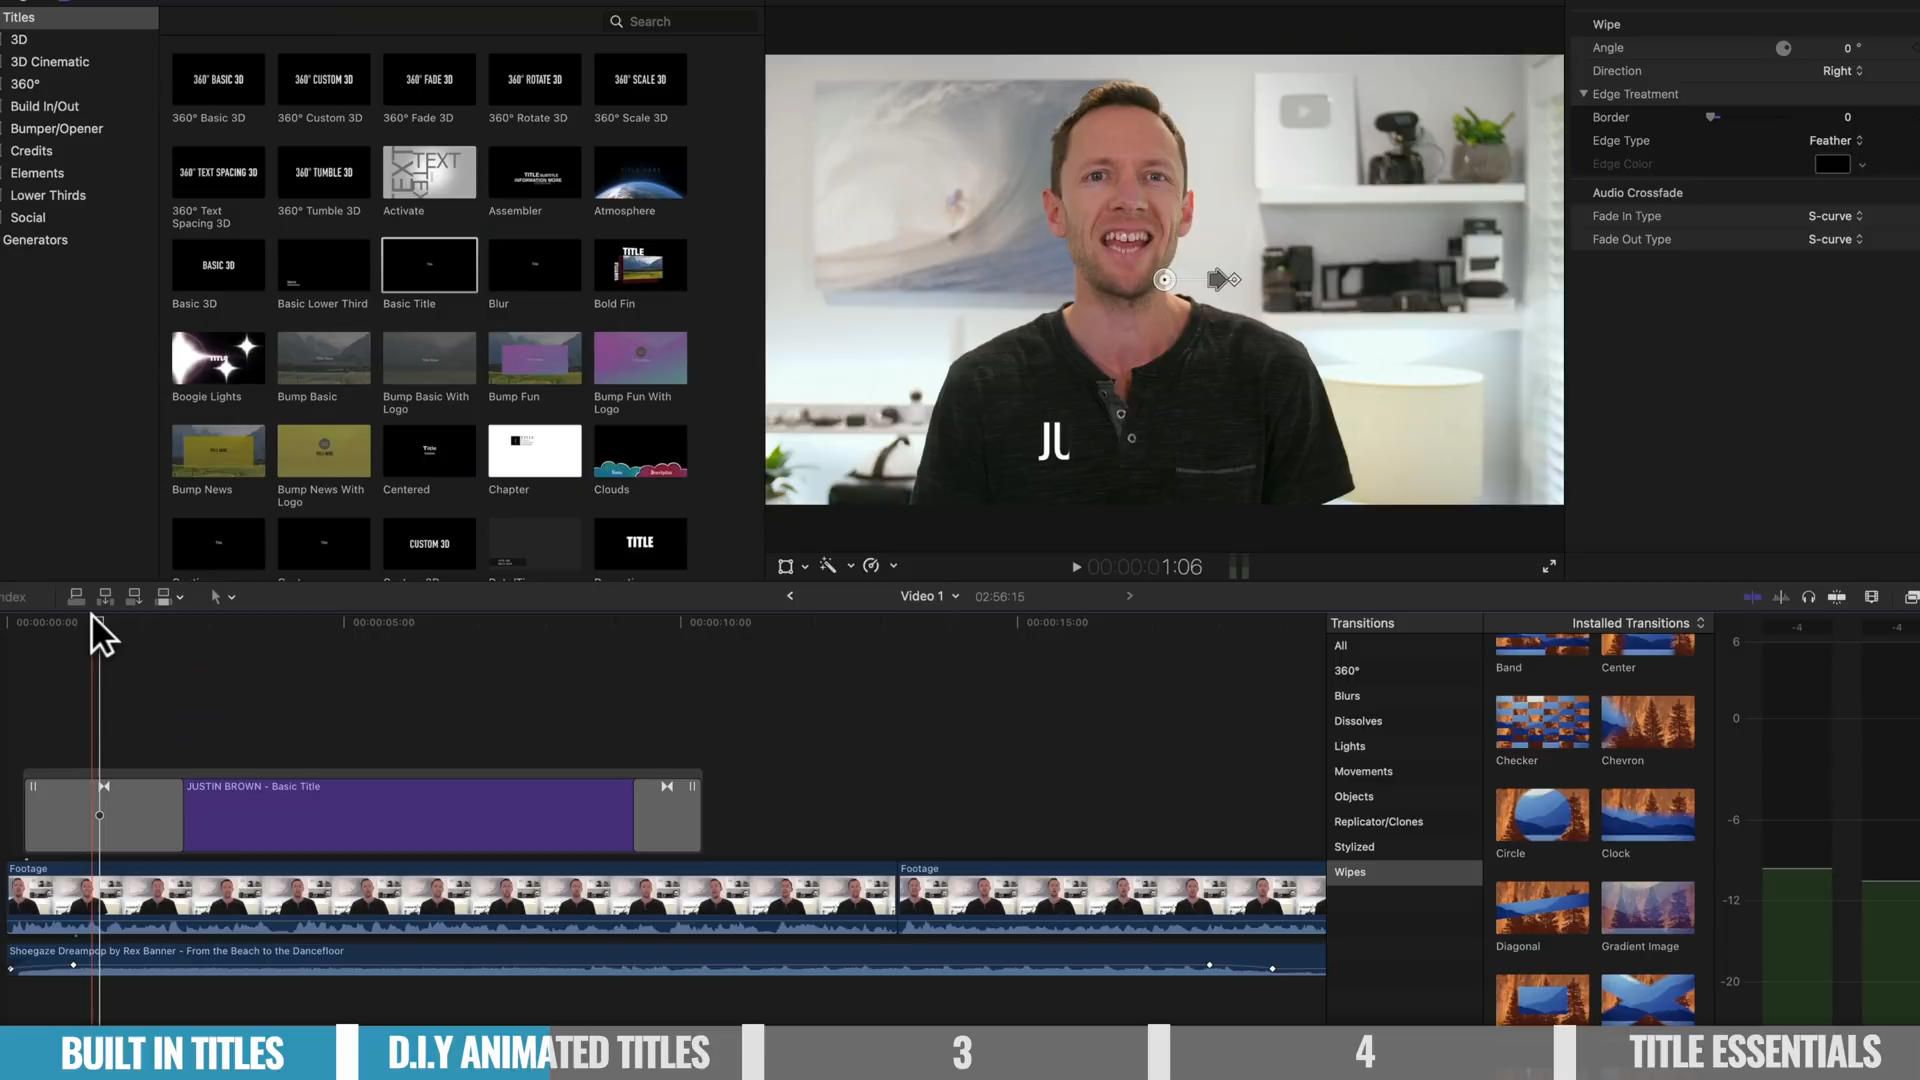 Titles
3D
3D Cinematic
360°
Build In/Out
Bumper/Opener
Credits
Elements
Lower Thirds
Social
Generators
Search
360° BASIC 3D
360° CUSTOM 3D
360° FADE 3D
360° ROTATE 3D
360° SCALE 3D
360° Basic 3D
360° Custom 3D
360° Fade 3D
360° Rotate 3D
360° Scale 3D
360° TEXT SPACING 3D
360° TUMBLE 3D
TEXT
TITLE SUBTITLE
INFORMATION MORE
TITLE HERE
360° Text
Spacing 3D
360° Tumble 3D
Activate
Assembler
Atmosphere
BASIC 3D
Title
Title
TITLE
Basic 3D
Basic Lower Third
Basic Title
Blur
Bold Fin
Boogie Lights
Bump Basic
Bump Basic With
Logo
Bump Fun
Bump Fun With
Logo
Title
Bump News
Bump News With
Logo
Centered
Chapter
Clouds
CUSTOM 3D
TITLE
JU
Wipe
Angle
0 °
Direction
Right
Edge Treatment
Border
0
Edge Type
Feather
Edge Color
Audio Crossfade
Fade In Type
S-curve
Fade Out Type
S-curve
00:00:01:06
ndex
Video 1
02:56:15
00:00:00:00
00:00:05:00
00:00:10:00
00:00:15:00
JUSTIN BROWN - Basic Title
Footage
Footage
Shoegaze Dreampop by Rex Banner - From the Beach to the Dancefloor
Transitions
All
360°
Blurs
Dissolves
Lights
Movements
Objects
Replicator/Clones
Stylized
Wipes
Installed Transitions
Band
Center
Checker
Chevron
Circle
Clock
Diagonal
Gradient Image
-4
-4
6
0
-6
-12
-20
BUILT IN TITLES
D.I.Y ANIMATED TITLES
3
4
TITLE ESSENTIALS